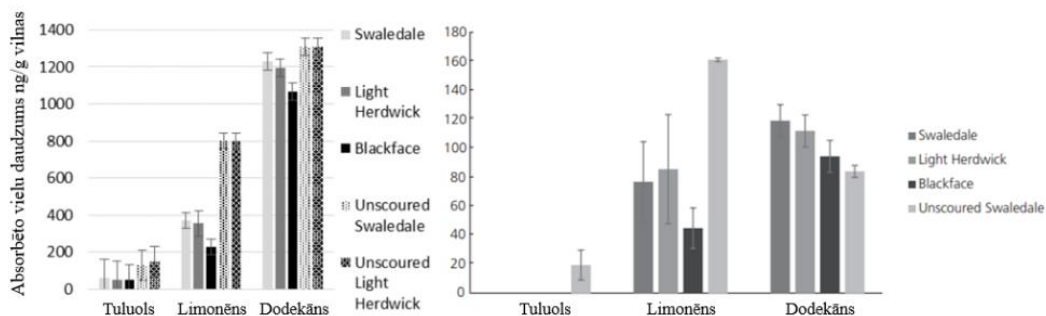 Absorbēto vielu daudzums ng/g vilnas
1400
1200
1000
800
600
400
200
0
Tuluols Limonēns Dodekāns
Swaledale
Light
Herdwick
Blackface
Unscoured
Swaledale
Unscoured
Light
Herdwick
180
160
140
120
100
80
60
40
20
0
Tuluols Limonēns Dodekāns
Swaledale
Light Herdwick
Blackface
Unscoured Swaledale